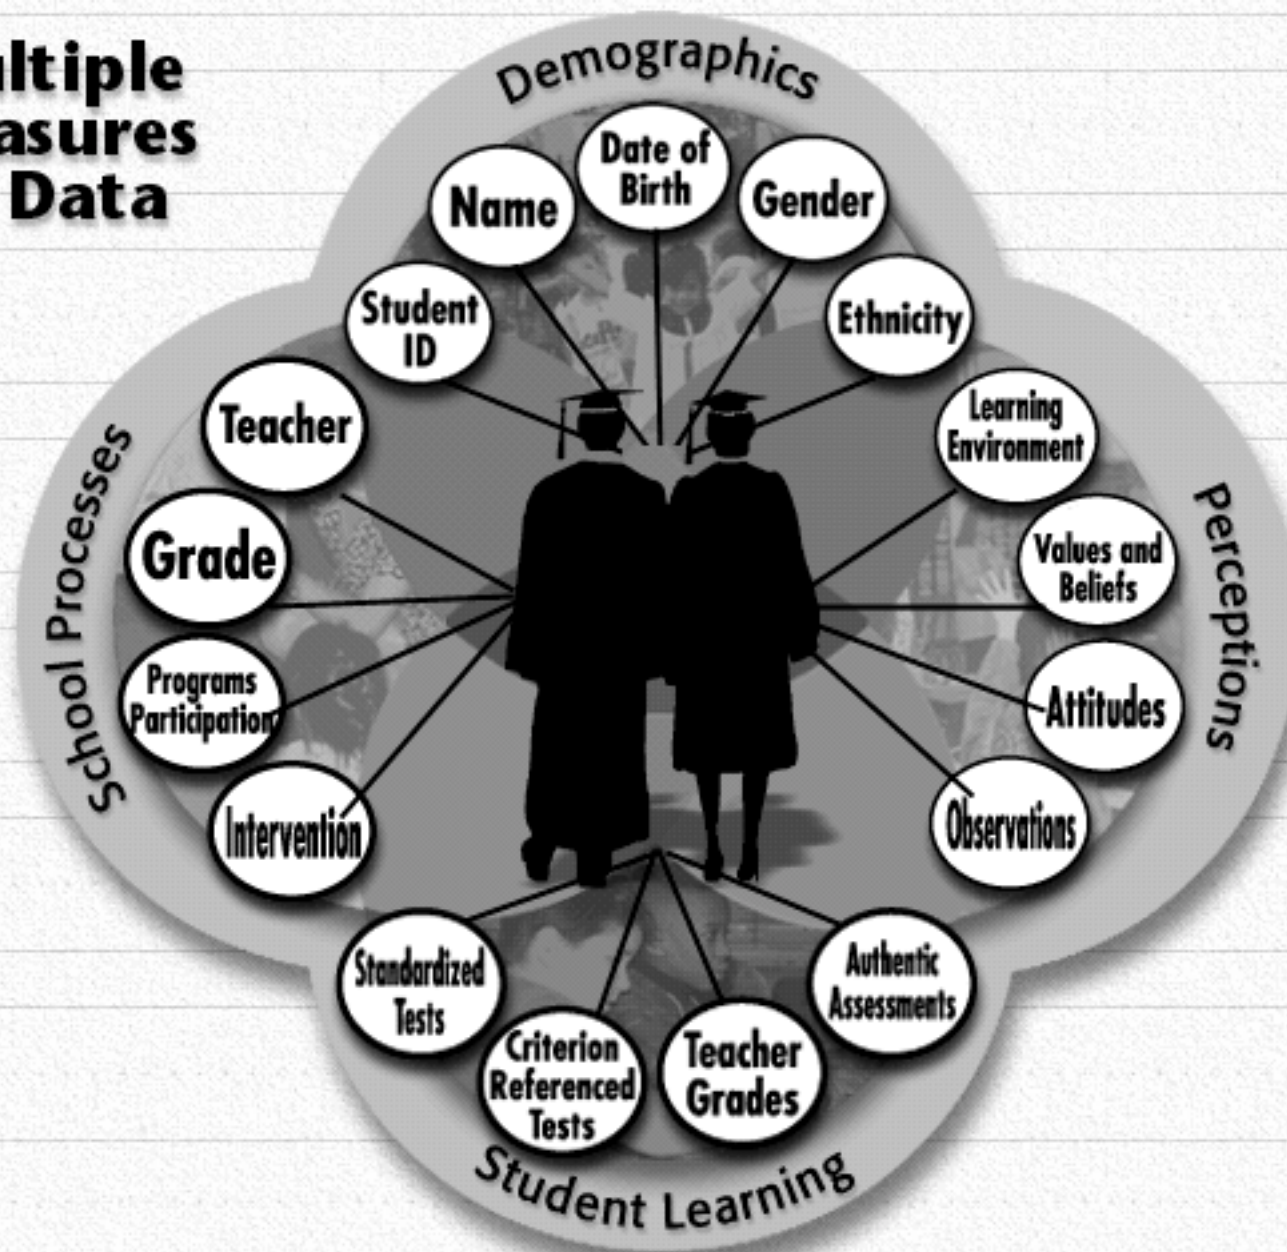 ultiple
asures
Data
Demographics
Date of
Birth
Name
Gender
Student
ID
Ethnicity
School Processes
Teacher
Grade
Programs
Participation
Intervention
Perceptions
Learning
Environment
Values and
Beliefs
Attitudes
Observations
Standardized
Tests
Criterion
Referenced
Tests
Teacher
Grades
Authentic
Assessments
Student Learning